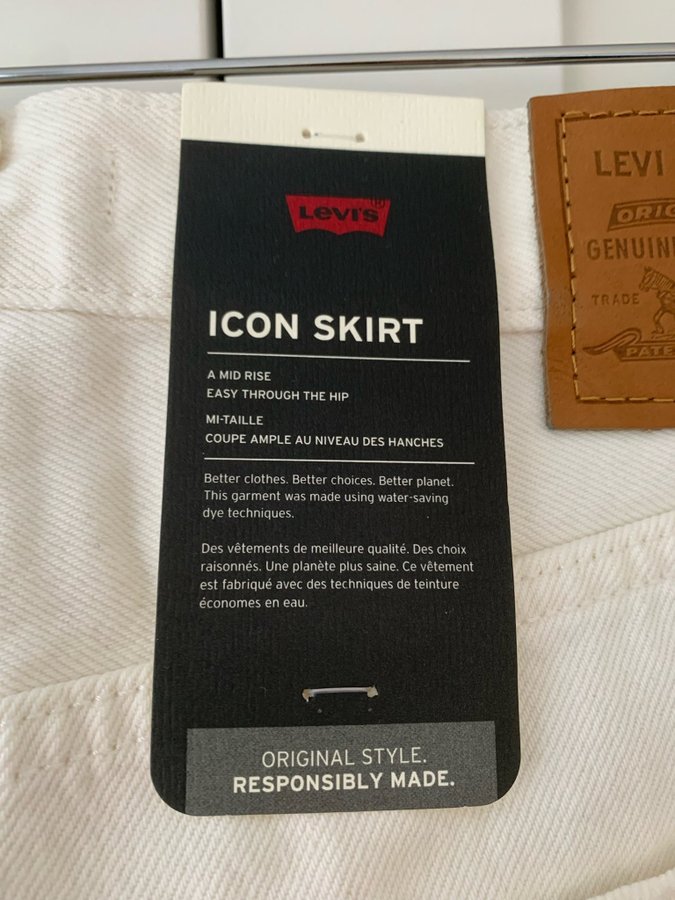 Levi's
ICON SKIRT
A MID RISE
EASY THROUGH THE HIP
MI-TAILLE
COUPE AMPLE AU NIVEAU DES HANCHES
Better clothes. Better choices. Better planet.
This garment was made using water-saving
dye techniques.
Des vêtements de meilleure qualité. Des choix
raisonnés. Une planète plus saine. Ce vêtement
est fabriqué avec des techniques de teinture
économes en eau.
ORIGINAL STYLE.
RESPONSIBLY MADE.
LEVI
TRADE